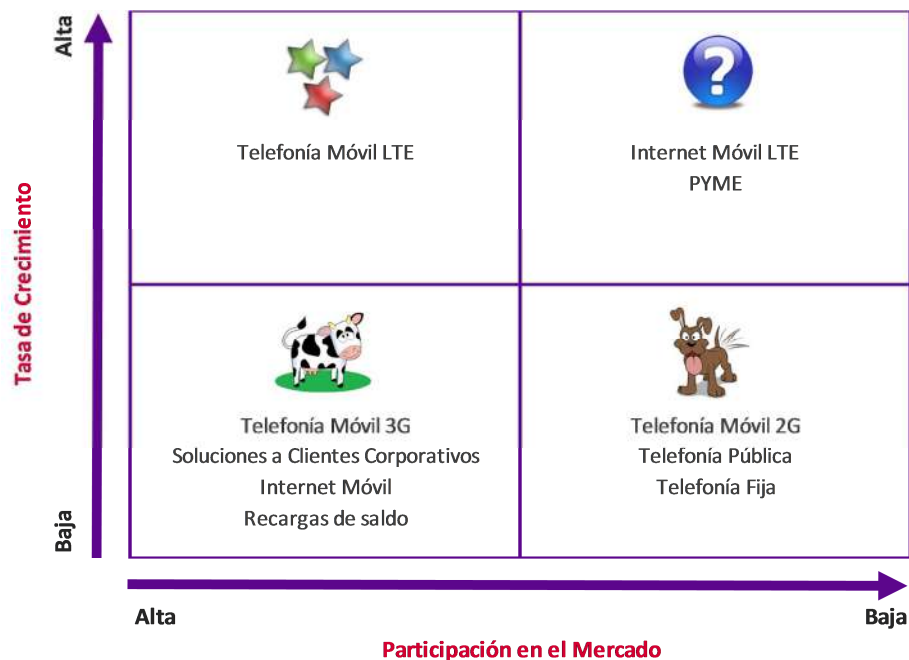 Alta
Tasa de Crecimiento
Baja
?
Telefonía Móvil LTE
Internet Móvil LTE
PYME
Telefonía Móvil 3G
Soluciones a Clientes Corporativos
Internet Móvil
Recargas de saldo
Telefonía Móvil 2G
Telefonía Pública
Telefonía Fija
Alta
Baja
Participación en el Mercado